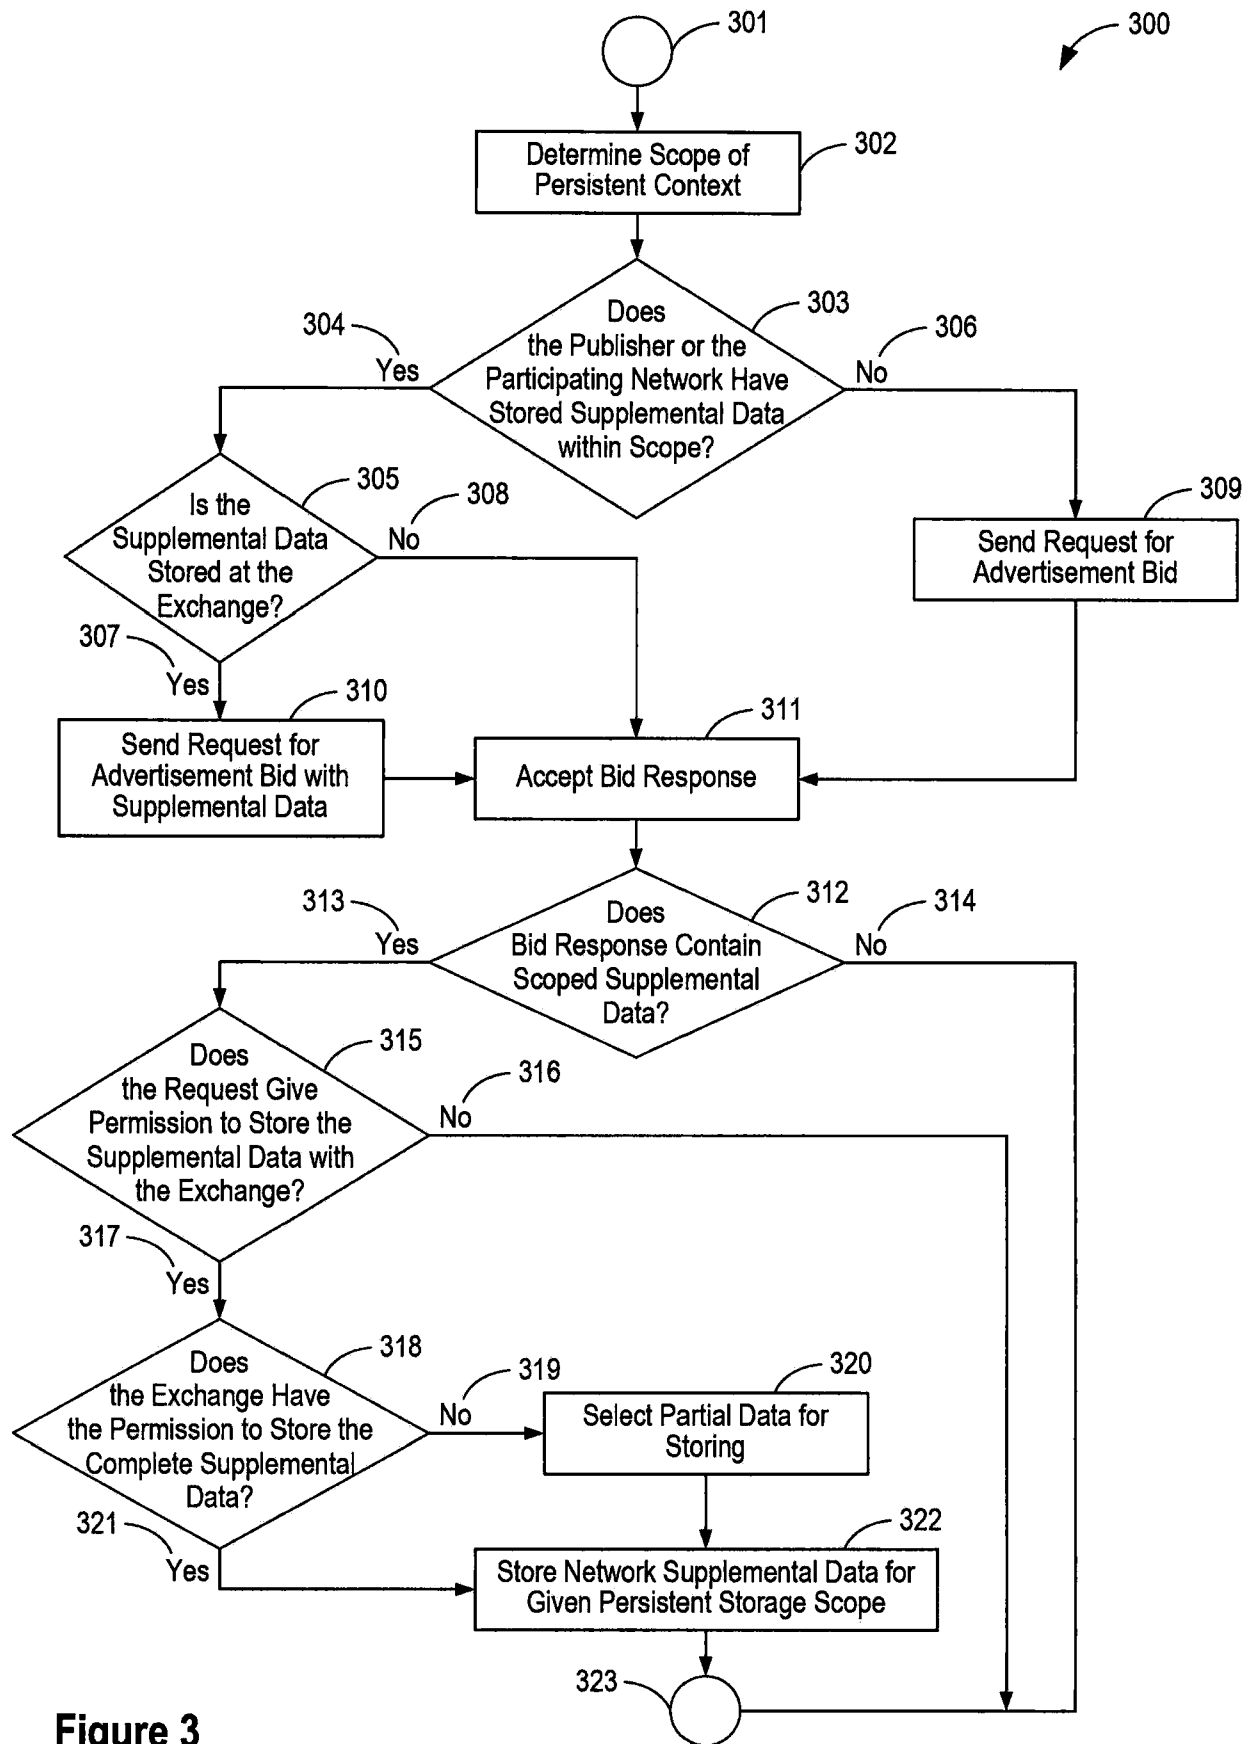 301
300
302
Determine Scope of
Persistent Context
303
304
306
Does
the Publisher or the
Participating Network Have
Stored Supplemental Data
within Scope?
Yes
No
305
308
309
Is the
Supplemental Data
Stored at the
Exchange?
No
Send Request for
Advertisement Bid
307
Yes
310
311
Send Request for
Advertisement Bid with
Supplemental Data
Accept Bid Response
313
312
314
Yes
Does
Bid Response Contain
Scoped Supplemental
Data?
No
315
316
Does
the Request Give
Permission to Store the
Supplemental Data with
the Exchange?
No
317
Yes
318
319
320
Does
the Exchange Have
the Permission to Store the
Complete Supplemental
Data?
No
Select Partial Data for
Storing
321
Yes
322
Store Network Supplemental Data for
Given Persistent Storage Scope
323
Figure 3